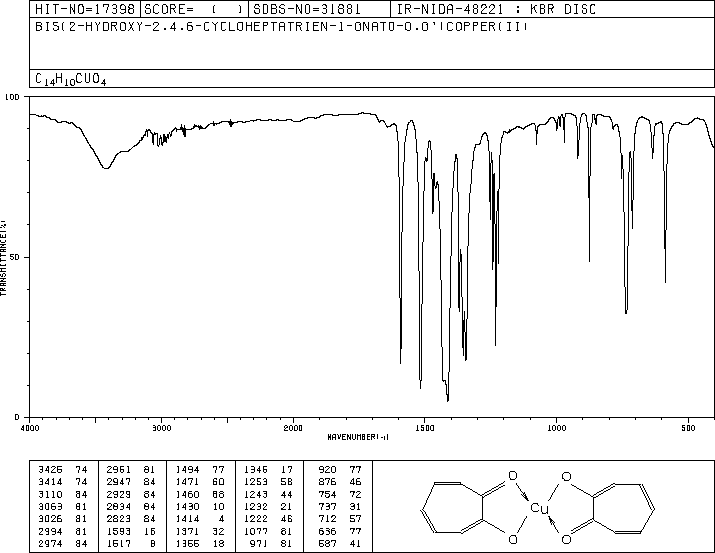 HIT-NO=17398 SCORE= ( ) SDBS-NO=31881 IR-NIDA-48221 : KBR DISC
BIS(2-HYDROXY-2,4,6-CYCLOHEPTATRIEN-1-ONATO-O,O')COPPER(II)
C14H10CUO4
100
50
0
TRANSMITTANCE(%)
4000 3000 2000 1500 1000 500
WAVENUMBER(-1)
3426 74 2961 81 1494 77 1346 17 920 77
3414 74 2947 84 1471 60 1253 58 876 46
3110 84 2929 84 1460 68 1243 44 754 72
3063 81 2834 84 1430 10 1232 21 737 31
3026 81 2823 84 1414 4 1222 46 712 57
2994 81 1593 16 1371 32 1077 81 636 77
2974 84 1517 8 1355 18 971 81 587 41
O O
Cu
O O